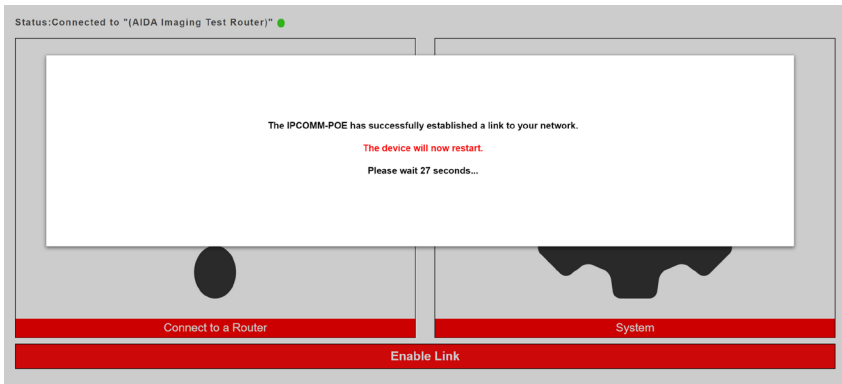 Status:Connected to "(AIDA Imaging Test Router)"
The IPCOMM-POE has successfully established a link to your network.
The device will now restart.
Please wait 27 seconds...
Connect to a Router
System
Enable Link